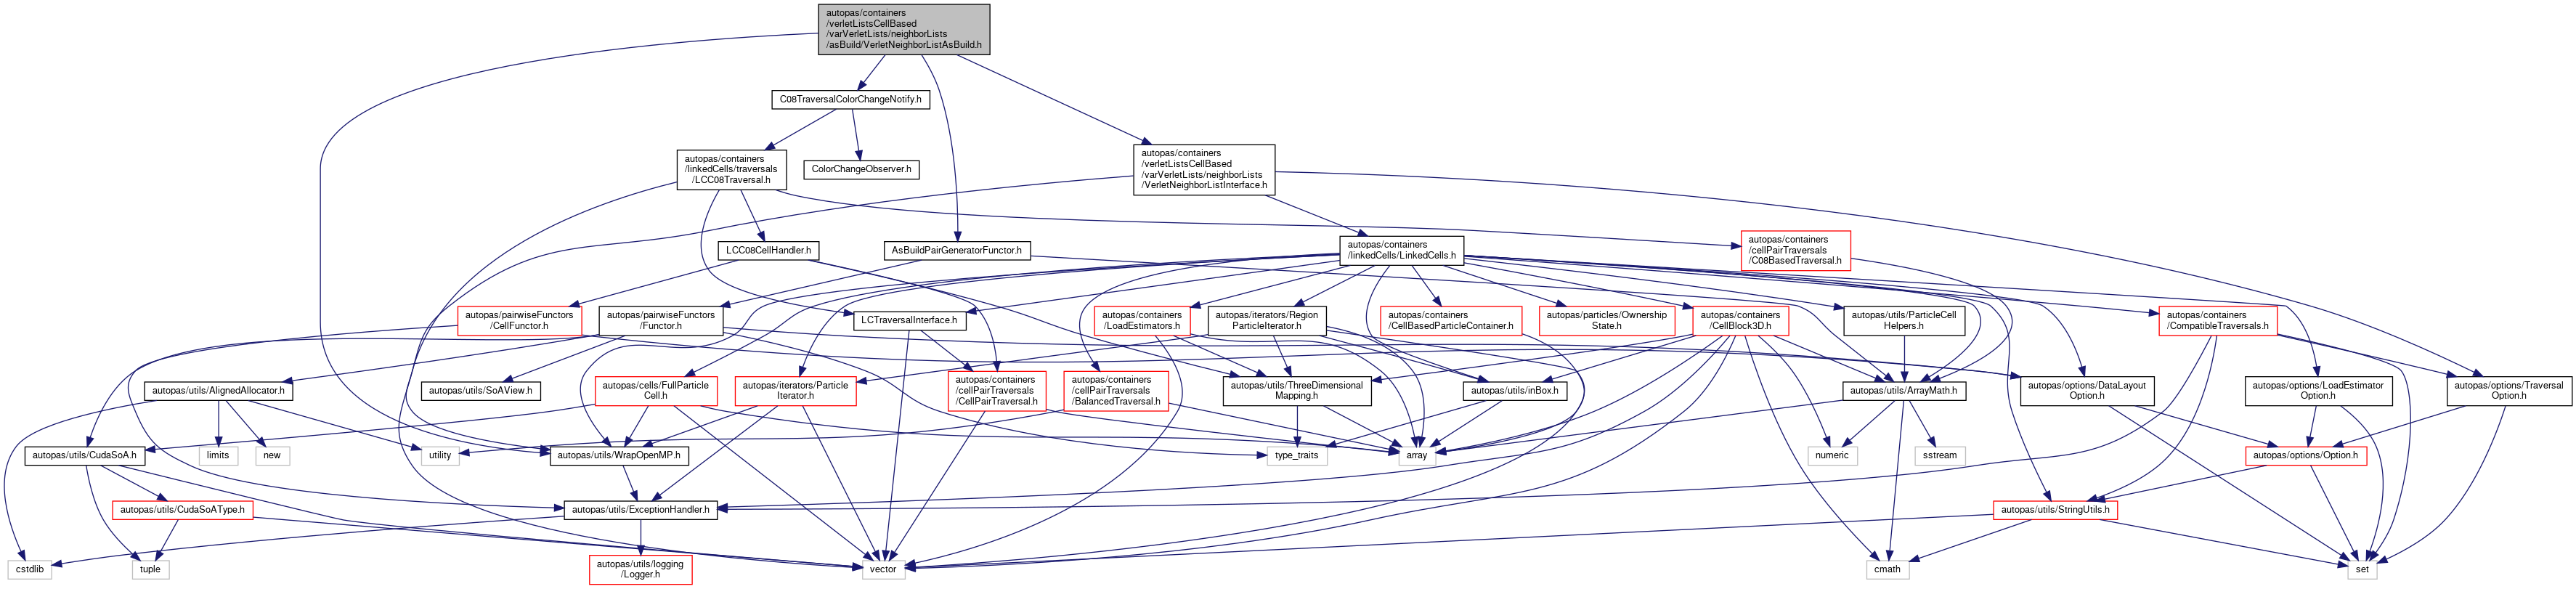 autopas/containers
/verletListsCellBased
/varVerletLists/neighborLists
/asBuild/VerletNeighborListAsBuild.h
C08TraversalColorChangeNotify.h
autopas/containers
/linkedCells/traversals
/LCC08Traversal.h
ColorChangeObserver.h
autopas/containers
/verletListsCellBased
/varVerletLists/neighborLists
/VerletNeighborListInterface.h
LCC08CellHandler.h
AsBuildPairGeneratorFunctor.h
autopas/containers
/linkedCells/LinkedCells.h
autopas/containers
/cellPairTraversals
/C08BasedTraversal.h
autopas/pairwiseFunctors
/CellFunctor.h
autopas/pairwiseFunctors
/Functor.h
LCTraversalInterface.h
autopas/containers
/LoadEstimators.h
autopas/iterators/Region
ParticleIterator.h
autopas/containers
/CellBasedParticleContainer.h
autopas/particles/Ownership
State.h
autopas/containers
/CellBlock3D.h
autopas/utils/ParticleCell
Helpers.h
autopas/containers
/CompatibleTraversals.h
autopas/utils/AlignedAllocator.h
autopas/utils/SoAView.h
autopas/cells/FullParticle
Cell.h
autopas/iterators/Particle
Iterator.h
autopas/containers
/cellPairTraversals
/CellPairTraversal.h
autopas/containers
/cellPairTraversals
/BalancedTraversal.h
autopas/utils/ThreeDimensional
Mapping.h
autopas/utils/inBox.h
autopas/utils/ArrayMath.h
autopas/options/DataLayout
Option.h
autopas/options/LoadEstimator
Option.h
autopas/options/Traversal
Option.h
autopas/utils/CudaSoA.h
limits
new
utility
autopas/utils/WrapOpenMP.h
type_traits
array
numeric
sstream
autopas/options/Option.h
autopas/utils/CudaSoAType.h
autopas/utils/ExceptionHandler.h
autopas/utils/StringUtils.h
cstdlib
tuple
autopas/utils/logging
/Logger.h
vector
cmath
set